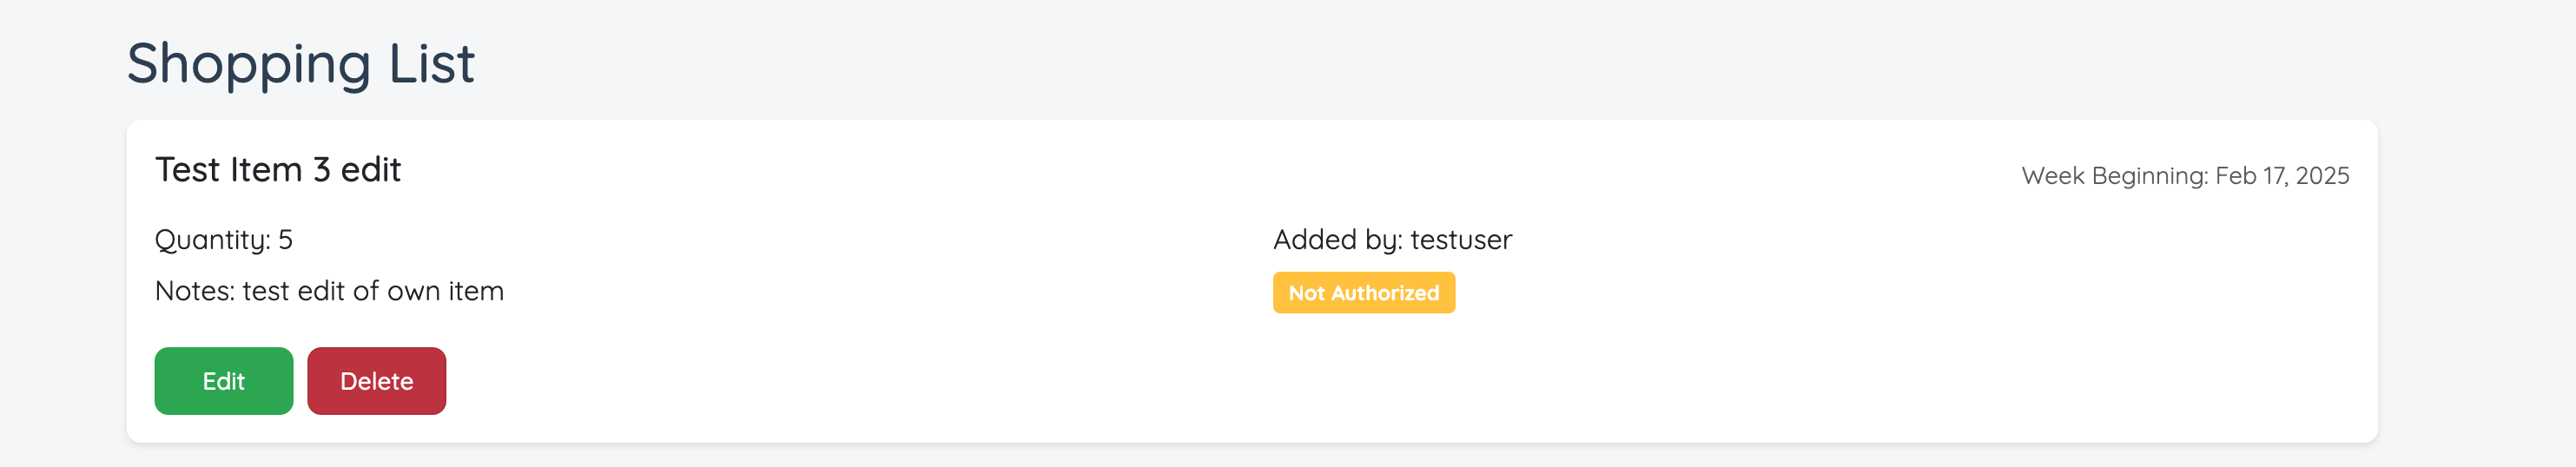 Shopping List
Test Item 3 edit
Week Beginning: Feb 17, 2025
Quantity: 5
Added by: testuser
Notes: test edit of own item
Not Authorized
Edit
Delete